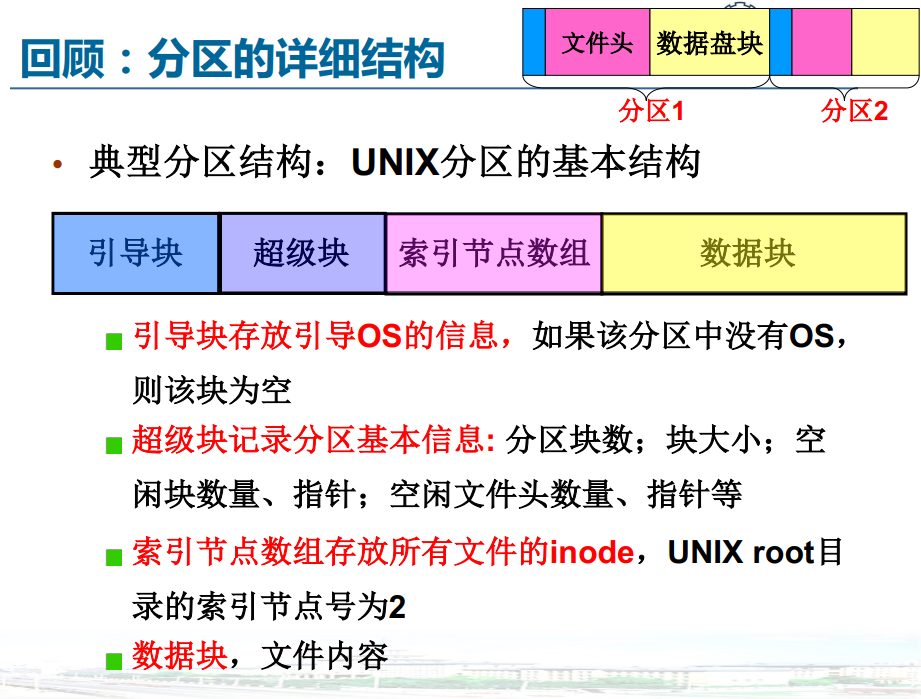 回顾：分区的详细结构
文件头 数据盘块
分区1 分区2
• 典型分区结构：UNIX分区的基本结构
引导块 超级块 索引节点数组 数据块
引导块存放引导OS的信息，如果该分区中没有OS，
则该块为空
超级块记录分区基本信息: 分区块数；块大小；空
闲块数量、指针；空闲文件头数量、指针等
索引节点数组存放所有文件的inode，UNIX root目
录的索引节点号为2
数据块，文件内容